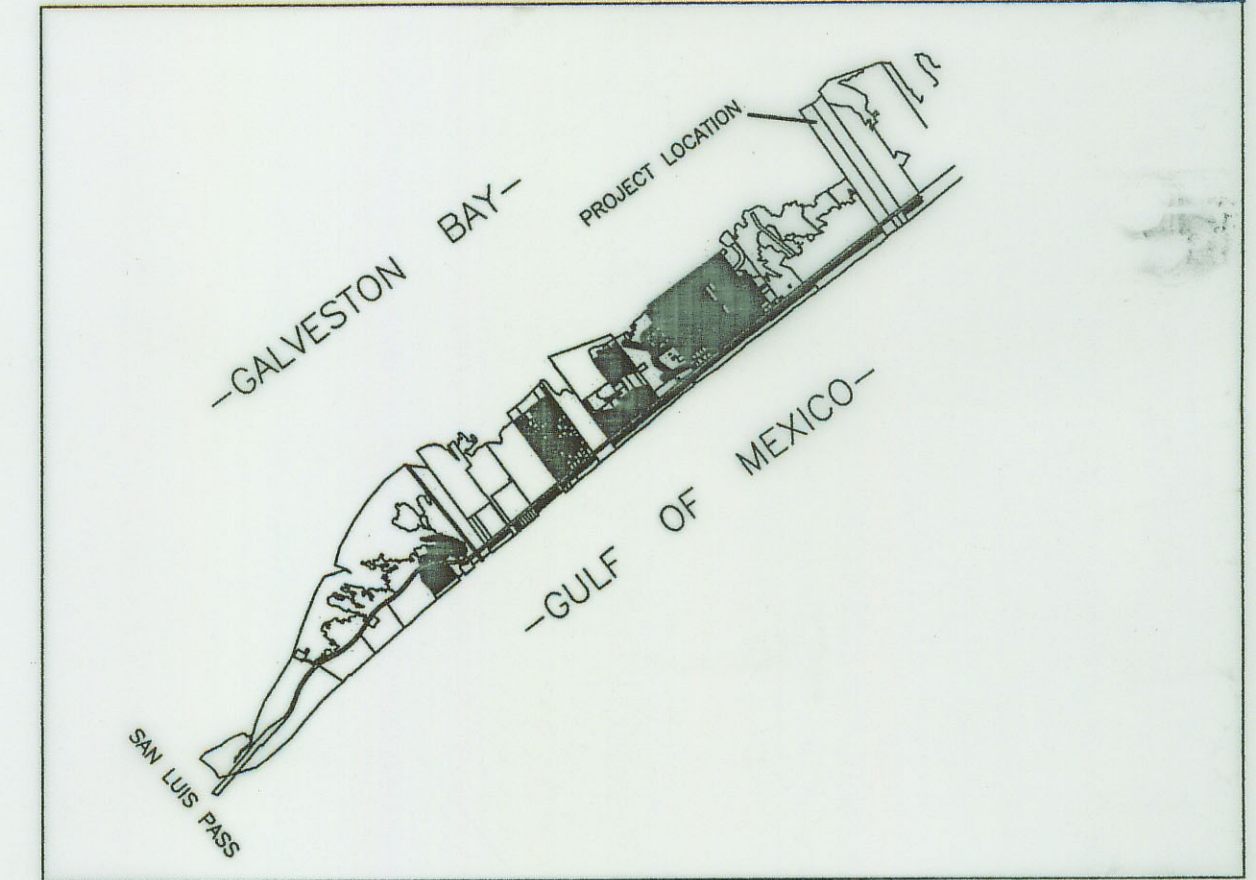 PROJECT LOCATION
-GALVESTON BAY-
-GULF OF MEXICO-
SAN LUIS PASS